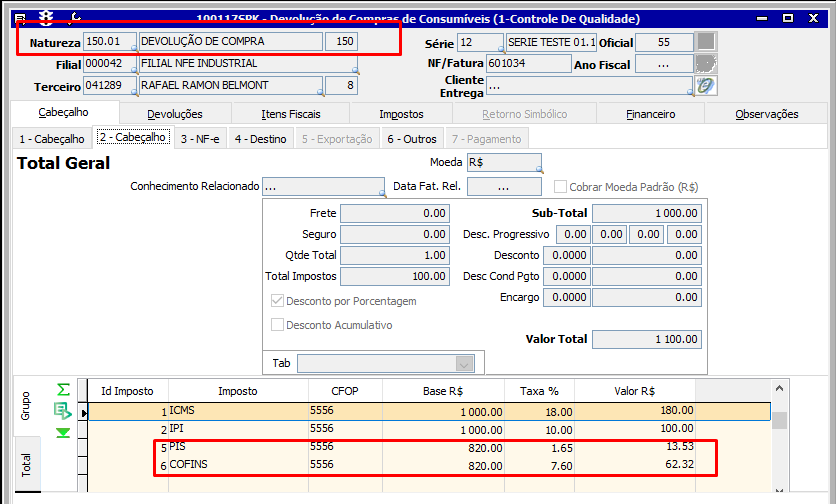 100117SPK - Devolução de Compras de Consumíveis (1-Controle De Qualidade)
Natureza 150.01 DEVOLUÇÃO DE COMPRA 150 Série 12 SERIE TESTE 01.1 Oficial 55
Filial 000042 FILIAL NFE INDUSTRIAL NF/Fatura 601034 Ano Fiscal ...
Terceiro 041289 RAFAEL RAMON BELMONT 8 Cliente Entrega ...
Cabeçalho Devoluções Itens Fiscais Impostos Retorno Simbólico Financeiro Observações
1 - Cabeçalho 2 - Cabeçalho 3 - NF-e 4 - Destino 5 - Exportação 6 - Outros 7 - Pagamento
Total Geral Moeda R$
Conhecimento Relacionado ... Data Fat. Rel. ... Cobrar Moeda Padrão (R$)
Frete 0.00 Sub-Total 1 000.00
Seguro 0.00 Desc. Progressivo 0.00 0.00 0.00 0.00
Qtde Total 1.00 Desconto 0.0000 0.00
Total Impostos 100.00 Desc Cond Pgto 0.0000 0.00
Desconto por Porcentagem Encargo 0.0000 0.00
Desconto Acumulativo
Valor Total 1 100.00
Tab
Grupo
Total
Id Imposto Imposto CFOP Base R$ Taxa % Valor R$
1 ICMS 5556 1 000.00 18.00 180.00
2 IPI 5556 1 000.00 10.00 100.00
5 PIS 5556 820.00 1.65 13.53
6 COFINS 5556 820.00 7.60 62.32